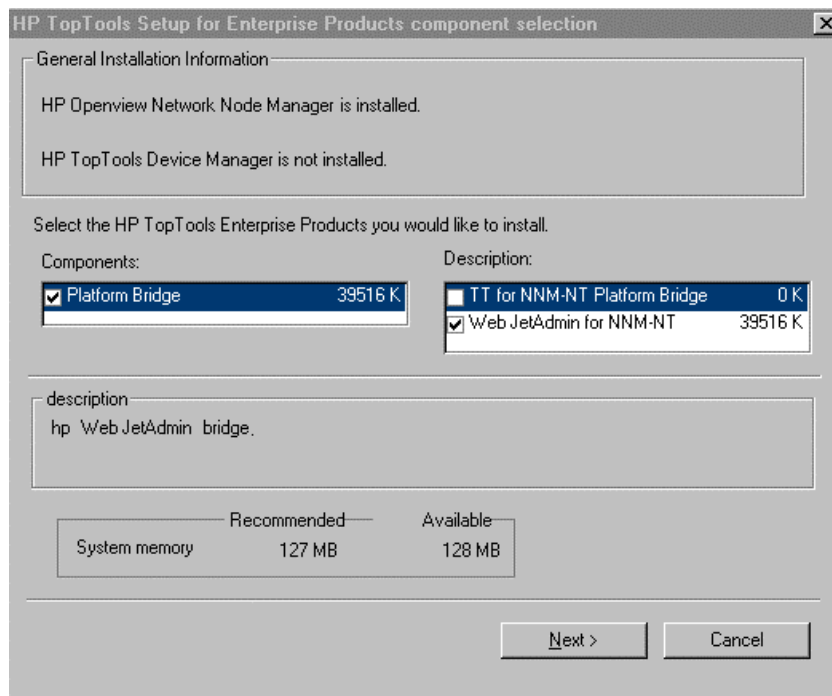 HP TopTools Setup for Enterprise Products component selection
General Installation Information
HP Openview Network Node Manager is installed.
HP TopTools Device Manager is not installed.
Select the HP TopTools Enterprise Products you would like to install.
Components:
Description:
Platform Bridge 39516 K
TT for NNM-NT Platform Bridge 0 K
Web JetAdmin for NNM-NT 39516 K
description
hp Web JetAdmin bridge.
Recommended Available
System memory 127 MB 128 MB
Next >
Cancel